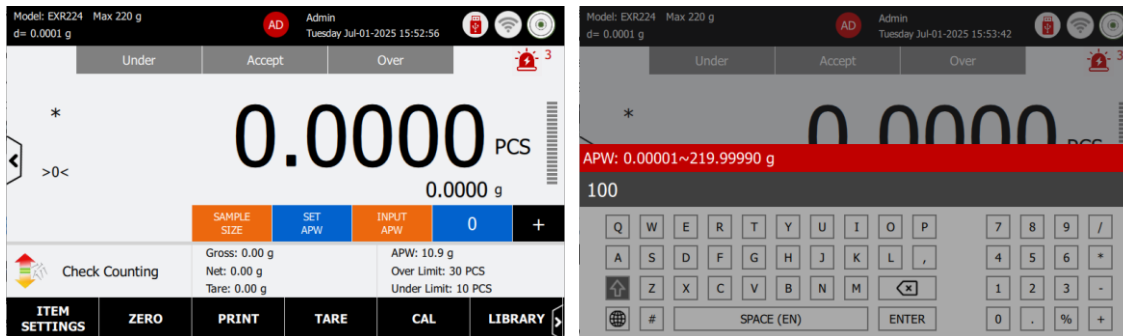 Model: EXR224 Max 220 g
d= 0.0001 g
AD
Admin
Tuesday Jul-01-2025 15:52:56
Under Accept Over
3
*
0.0000 PCS
>0<
0.0000 g
SAMPLE SIZE
SET APW
INPUT APW
0
+
Check Counting
Gross: 0.00 g
Net: 0.00 g
Tare: 0.00 g
APW: 10.9 g
Over Limit: 30 PCS
Under Limit: 10 PCS
ITEM SETTINGS
ZERO
PRINT
TARE
CAL
LIBRARY
Model: EXR224 Max 220 g
d= 0.0001 g
AD
Admin
Tuesday Jul-01-2025 15:53:42
Under Accept Over
3
*
0.0000 PCS
APW: 0.00001~219.99990 g
100
Q W E R T Y U I O P 7 8 9 /
A S D F G H J K L , 4 5 6 *
Z X C V B N M 1 2 3 -
# SPACE (EN) ENTER 0 . % +